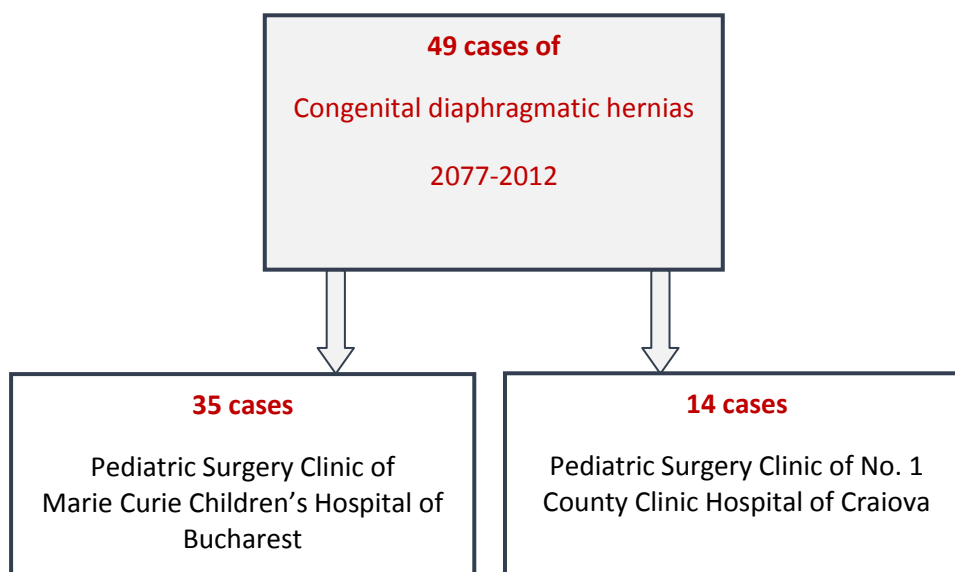 49 cases of
Congenital diaphragmatic hernias
2077-2012
35 cases
Pediatric Surgery Clinic of
Marie Curie Children’s Hospital of
Bucharest
14 cases
Pediatric Surgery Clinic of No. 1
County Clinic Hospital of Craiova